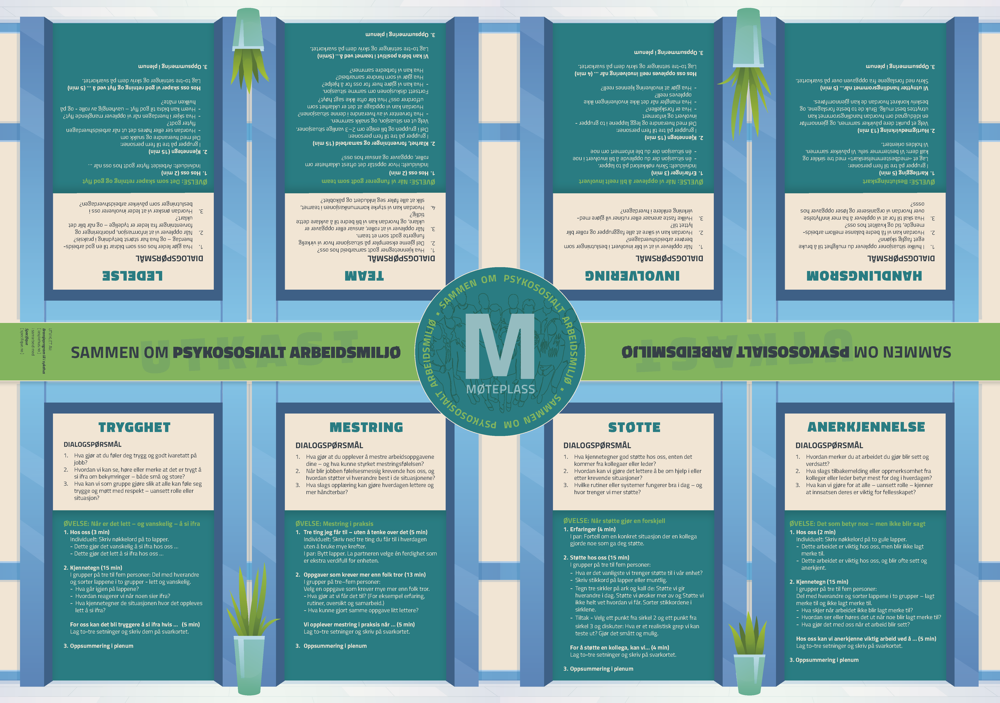 LEDELSE
DIALOGSPØRSMÅL
1. Hva gjør leder hos oss som bidrar til en god arbeids-
hverdag – og hva har størst betydning i praksis?
2. Når opplever vi at informasjon, prioriteringer og
forventninger fra leder er tydelige – og når blir det
uklart?
3. Hvordan ønsker vi at leder involverer oss i
beslutninger som påvirker arbeidshverdagen?
ØVELSE: Det som skaper retning og god flyt
1. Hos oss (2 min)
Individuelt: Arbeidet flyter godt hos oss når ...
2. Kjennetegn (15 min)
I grupper på tre til fem personer:
Del med hverandre og snakk om
- Hvordan ser eller høres det ut når arbeidshverdagen
flyter godt?
- Hva skjer i hverdagen når vi opplever manglende flyt?
- Hvem kan bidra til god flyt – uavhengig av rolle - og på
hvilken måte?
Hos oss skaper vi god retning og flyt ved å ... (5 min)
Lag to-tre setninger og skriv dem på svarkortet.
3. Oppsummering i plenum
TEAM
DIALOGSPØRSMÅL
1. Hva kjennetegner godt samarbeid hos oss?
2. Del gjerne eksempler på situasjoner hvor vi virkelig
fungerte godt som et team.
3. Når opplever vi at roller, ansvar eller oppgaver er
uklare, og hvordan kan vi bli bedre til å avklare dette
tidlig?
4. Hvordan kan vi styrke kommunikasjonen i teamet,
slik at alle føler seg inkludert og påkoblet?
ØVELSE: Når vi fungerer godt som team
1. Hos oss (2 min)
Individuelt: Hvor oppstår det oftest uklarheter om
roller, oppgaver og ansvar hos oss?
2. Klarhet, forventninger og samarbeid (15 min)
I grupper på tre til fem personer:
Del i gruppen og bli enige om 2–3 vanlige situasjoner.
Velg ut en situasjon, og snakk sammen.
- Hva forventer vi av hverandre i denne situasjonen?
Hvordan kan vi oppdage at det er uklarhet som
utfordrer oss? Hva blir ofte ikke sagt høyt?
Fortsett diskusjonen om samme situasjon.
- Hva kan vi gjøre hver for oss for å hjelpe?
Hva gjør vi som hindrer samarbeid?
Hva kan vi forbedre sammen?
Vi kan bidra positivt i teamet ved å... (5min)
Lag to-tre setninger og skriv dem på svarkortet.
3. Oppsummering i plenum
INVOLVERING
DIALOGSPØRSMÅL
1. Når opplever vi at vi blir involvert i beslutninger som
berører arbeidshverdagen?
2. Hvordan kan vi sikre at alle faggrupper og roller blir
lyttet til?
3. Hvilke faste arenaer eller rutiner vil gjøre med-
virkning enklere i hverdagen?
ØVELSE: Når vi opplever å bli reelt involvert
1. Erfaringer (3 min)
Individuelt: Skriv nøkkelord på to lapper.
- én situasjon der du opplevde å bli involvert i noe
- én situasjon der du ble informert om noe
2. Kjennetegn (15 min)
I grupper på tre til fem personer:
Del med hverandre og legg lappene i to grupper -
involvert og informert
- Hva er forskjellen?
- Hva mangler når det ikke involveringen ikke
oppleves reell?
- Hva gjør at involvering kjennes reell?
Hos oss oppleves reell involvering når ... (4 min)
Lag to-tre setninger og skriv dem på svarkortet.
3. Oppsummering i plenum
HANDLINGSROM
DIALOGSPØRSMÅL
1. I hvilke situasjoner opplever du mulighet til å bruke
eget faglig skjønn?
2. Hvordan kan vi få bedre balanse mellom arbeids-
mengde, tid og kvalitet hos oss?
3. Hva skal til for at vi opplever å ha mer innflytelse
over hvordan vi organiserer og løser oppgaver hos
osss?
ØVELSE: Beslutningskart
1. Kartlegging (5 min)
I grupper på tre til fem personer:
Lag et «medbestemmelseskart» med tre sirkler og
kall dem: Vi bestemmer selv. Vi påvirker sammen.
Vi holdes orientert.
2. Hurtigmedvirkning (13 min)
Velg et punkt dere påvirker sammen, og gjennomfør
en idédugnad om hvordan handlingsrommet kan
utnyttes best mulig. Bruk de to beste forslagene, og
beskriv konkret hvordan de kan gjennomføres.
Vi utnytter handlingsrommet når... (5 min)
Skriv ned forslagene fra oppgaven over på svarkortet.
3. Oppsummering i plenum
UTVIKLET AV:
Bransjeprogram IA i sykehus
[ iasykehus.no ]
i samarbeid med
Specifique
[ specifique.no ]
UTKAST
SAMMEN OM PSYKOSOSIALT ARBEIDSMILJØ
SAMMEN OM PSYKOSOSIALT ARBEIDSMILJØ • SAMMEN OM PSYKOSOSIALT ARBEIDSMILJØ •
M
MØTEPLASS
UTKAST
SAMMEN OM PSYKOSOSIALT ARBEIDSMILJØ
TRYGGHET
DIALOGSPØRSMÅL
1. Hva gjør at du føler deg trygg og godt ivaretatt på
jobb?
2. Hvordan vi kan se, høre eller merke at det er trygt å
si ifra om bekymringer – både små og store?
3. Hva kan vi som gruppe gjøre slik at alle kan føle seg
trygge og møtt med respekt – uansett rolle eller
situasjon?
ØVELSE: Når er det lett – og vanskelig – å si ifra
1. Hos oss (3 min)
Individuelt: Skriv nøkkelord på to lapper.
- Dette gjør det vanskelig å si ifra hos oss ...
- Dette gjør det lett å si ifra hos oss ...
2. Kjennetegn (15 min)
I grupper på tre til fem personer: Del med hverandre
og sorter lappene i to grupper - lett og vanskelig.
- Hva går igjen på lappene?
- Hvordan reagerer vi når noen sier ifra?
- Hva kjennetegner de situasjonen hvor det oppleves
lett å si ifra?
For oss kan det bli tryggere å si ifra hvis ... (5 min)
Lag to-tre setninger og skriv dem på svarkortet.
3. Oppsummering i plenum
MESTRING
DIALOGSPØRSMÅL
1. Hva gjør at du opplever å mestre arbeidsoppgavene
dine – og hva kunne styrket mestringsfølelsen?
2. Når blir jobben følelsesmessig krevende hos oss, og
hvordan støtter vi hverandre best i de situasjonene?
3. Hva slags opplæring kan gjøre hverdagen lettere og
mer håndterbar?
ØVELSE: Mestring i praksis
1. Tre ting jeg får til – uten å tenke over det (5 min)
Individuelt: Skriv ned tre ting du får til i hverdagen
uten å bruke mye krefter.
I par: Bytt lapper. La partneren velge én ferdighet som
er ekstra verdifull for enheten.
2. Oppgaver som krever mer enn folk tror (13 min)
I grupper på tre–fem personer:
Velg en oppgave som krever mye mer enn folk tror.
- Hva gjør at vi får det til? (For eksempel erfaring,
rutiner, oversikt og samarbeid.)
- Hva kunne gjort samme oppgave litt lettere?
Vi opplever mestring i praksis når ... (5 min)
Lag to-tre setninger og skriv på svarkortet.
3. Oppsummering i plenum
STØTTE
DIALOGSPØRSMÅL
1. Hva kjennetegner god støtte hos oss, enten det
kommer fra kollegaer eller leder?
2. Hvordan kan vi gjøre det lettere å be om hjelp i eller
etter krevende situasjoner?
3. Hvilke rutiner eller systemer fungerer bra i dag – og
hvor trenger vi mer støtte?
ØVELSE: Når støtte gjør en forskjell
1. Erfaringer (4 min)
I par: Fortell om en konkret situasjon der en kollega
gjorde noe som ga deg støtte.
2. Støtte hos oss (15 min)
I grupper på tre til fem personer:
- Hva er det vanligste vi trenger støtte til i vår enhet?
- Skriv stikkord på lapper eller muntlig.
- Tegn tre sirkler på ark og kall de: Støtte vi gir
hverandre i dag. Støtte vi ønsker mer av og Støtte vi
ikke helt vet hvordan vi får. Sorter stikkordene i
sirklene.
- Tiltak - Velg ett punkt fra sirkel 2 og ett punkt fra
sirkel 3 og diskuter: Hva er et realistisk grep vi kan
teste ut? Gjør det smått og mulig.
For å støtte en kollega, kan vi... (4 min)
Lag to-tre setninger og skriv på svarkortet.
3. Oppsummering i plenum
ANERKJENNELSE
DIALOGSPØRSMÅL
1. Hvordan merker du at arbeidet du gjør blir sett og
verdsatt?
2. Hva slags tilbakemelding eller oppmerksomhet fra
kolleger eller leder betyr mest for deg i hverdagen?
3. Hva kan vi gjøre for at alle – uansett rolle – kjenner
at innsatsen deres er viktig for fellesskapet?
ØVELSE: Det som betyr noe – men ikke blir sagt
1. Hos oss (2 min)
Individuelt: Skriv nøkkelord på to gule lapper.
- Dette arbeidet er viktig hos oss, men blir ikke lagt
merke til.
- Dette arbeidet er viktig hos oss, og blir ofte sett og
anerkjent.
2. Kjennetegn (15 min)
I grupper på tre til fem personer:
Del med hverandre og sorter lappene i to grupper – lagt
merke til og ikke lagt merke til.
- Hva skjer når arbeidet ikke blir lagt merke til?
- Hvordan ser eller høres det ut når noe blir lagt merke til?
- Hva gjør det med oss når et arbeid blir sett?
Hos oss kan vi anerkjenne viktig arbeid ved å ... (5 min)
Lag to-tre setninger og skriv på svarkortet.
3. Oppsummering i plenum